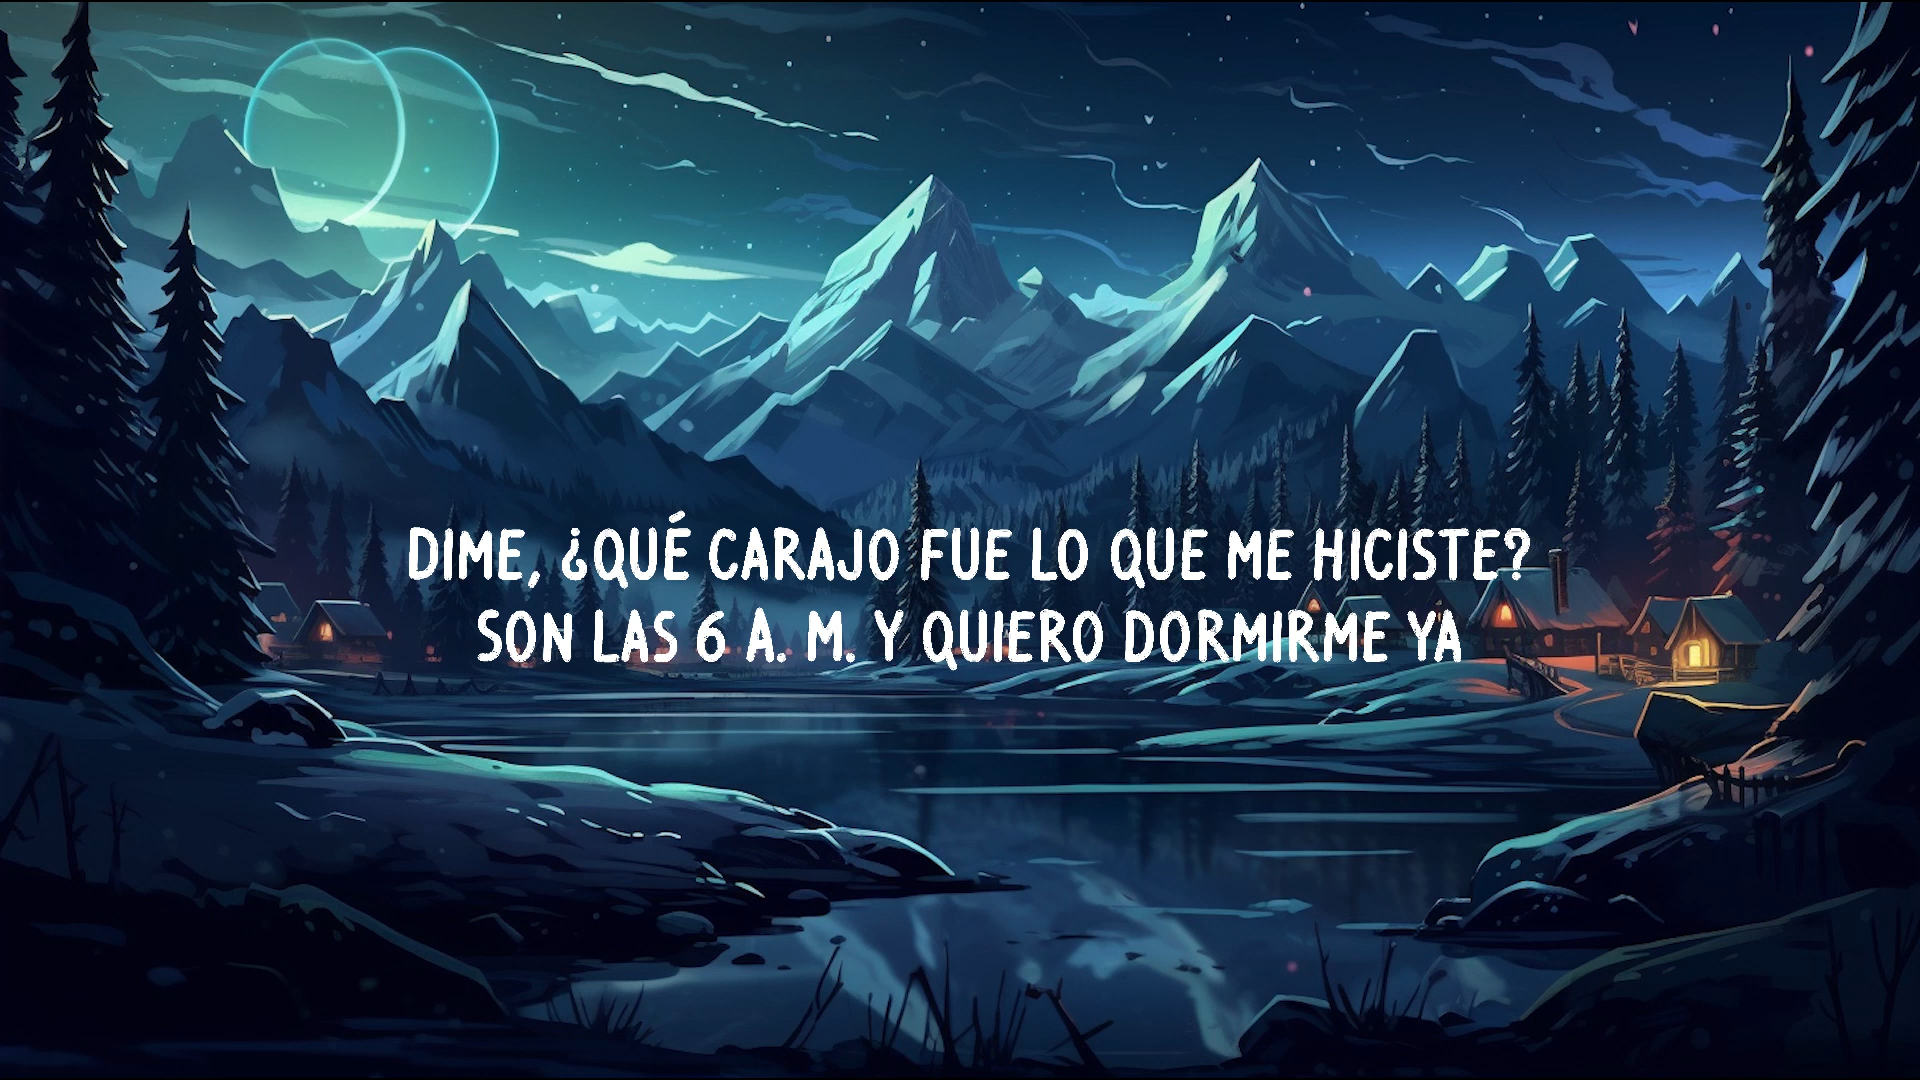 DIME, ¿QUÉ CARAJO FUE LO QUE ME HICISTE?
SON LAS 6 A. M. Y QUIERO DORMIRME YA